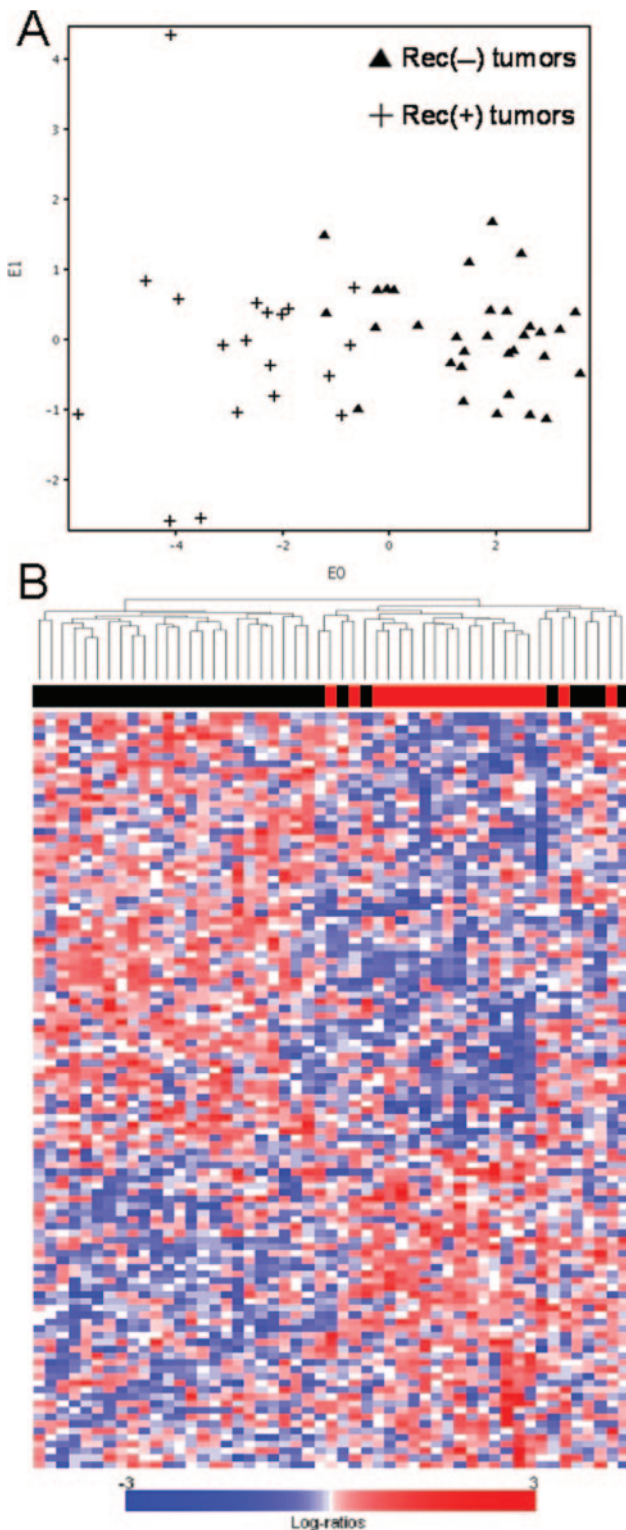 A
4
▲ Rec(–) tumors
+ Rec(+) tumors
3
2
1
E1
0
-1
-2
-4 -2 0 2
E0
B
-3 3
Log-ratios